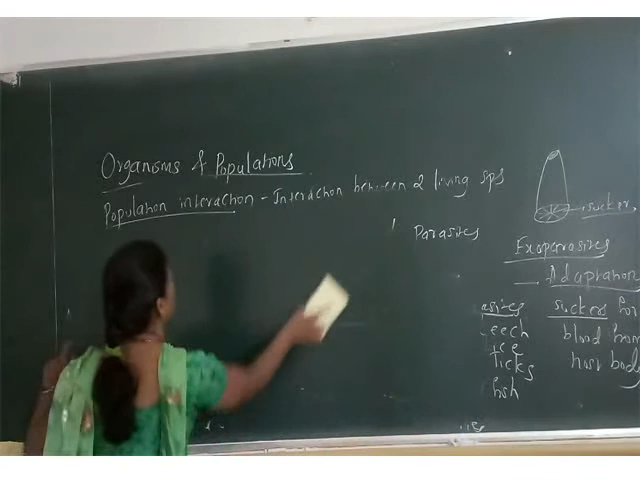 Organisms & Populations
Population interaction - Interaction between 2 living sps
sucker
Parasites
Exoparasites
- Adaptation
asites
eech
ice
ticks
fish
suckers for
blood from
host body